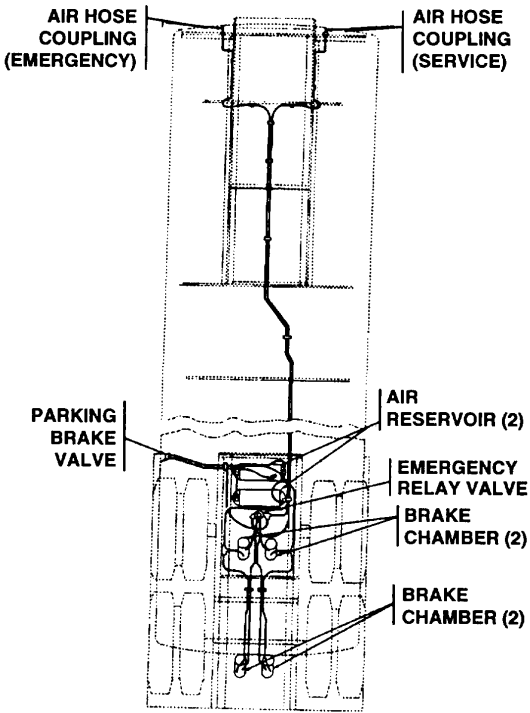 AIR HOSE
COUPLING
(EMERGENCY)
AIR HOSE
COUPLING
(SERVICE)
PARKING
BRAKE
VALVE
AIR
RESERVOIR (2)
EMERGENCY
RELAY VALVE
BRAKE
CHAMBER (2)
BRAKE
CHAMBER (2)